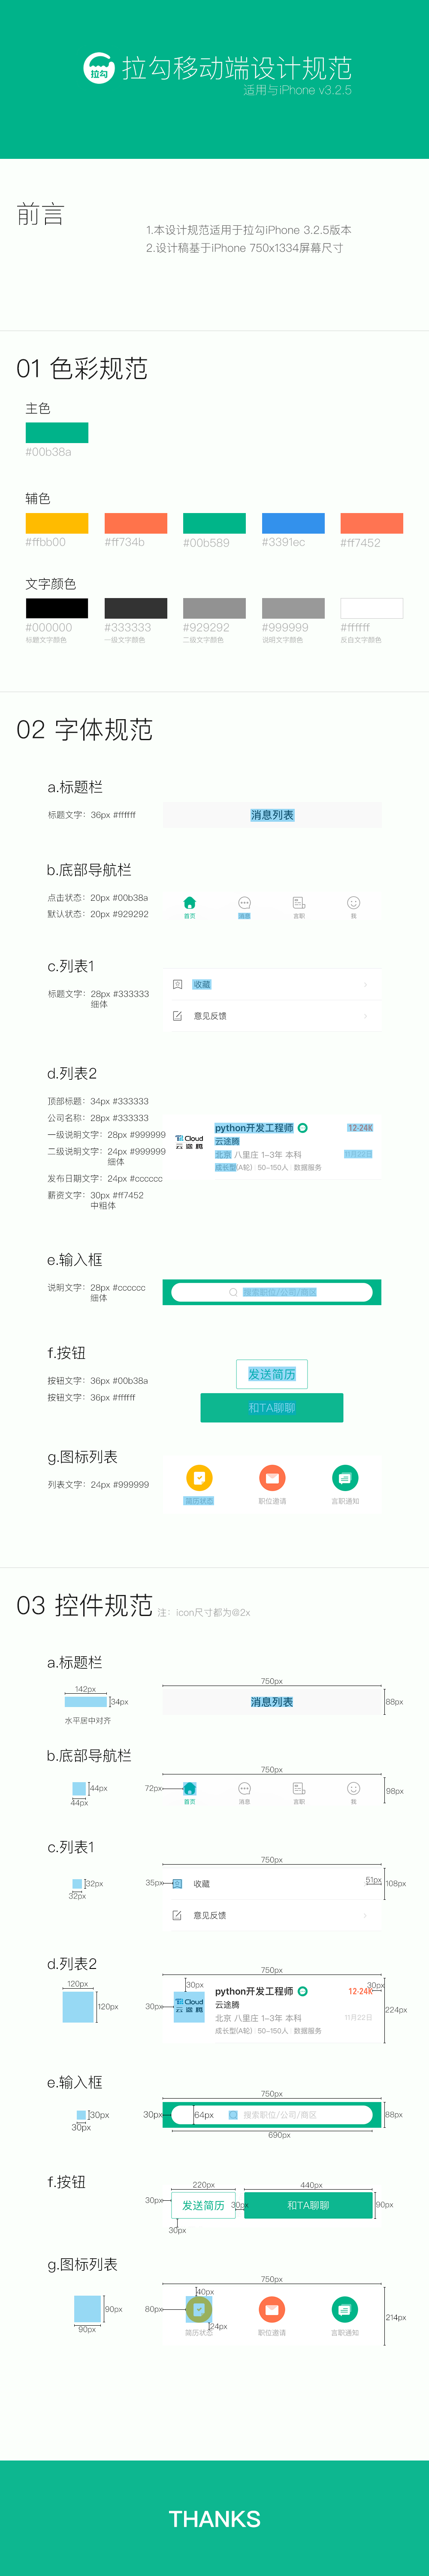 拉勾
拉勾移动端设计规范
适用与iPhone v3.2.5
前言
1.本设计规范适用于拉勾iPhone 3.2.5版本
2.设计稿基于iPhone 750x1334屏幕尺寸
01 色彩规范
主色
#00b38a
辅色
#ffbb00 #ff734b #00b589 #3391ec #ff7452
文字颜色
#000000 #333333 #929292 #999999 #ffffff
标题文字颜色 一级文字颜色 二级文字颜色 说明文字颜色 反白文字颜色
02 字体规范
a.标题栏
标题文字：36px #ffffff
消息列表
b.底部导航栏
点击状态：20px #00b38a
默认状态：20px #929292
首页 消息 言职 我
c.列表1
标题文字：28px #333333
细体
收藏
意见反馈
d.列表2
顶部标题：34px #333333
公司名称：28px #333333
一级说明文字：28px #999999
二级说明文字：24px #999999
细体
发布日期文字：24px #cccccc
薪资文字：30px #ff7452
中粗体
Cloud
云途腾
python开发工程师 12-24K
云途腾
北京 八里庄 1-3年 本科 11月22日
成长型(A轮) 50-150人 数据服务
e.输入框
说明文字：28px #cccccc
细体
搜索职位/公司/商区
f.按钮
按钮文字：36px #00b38a
按钮文字：36px #ffffff
发送简历
和TA聊聊
g.图标列表
列表文字：24px #999999
简历状态 职位邀请 言职通知
03 控件规范 注：icon尺寸都为@2x
a.标题栏
142px
34px
水平居中对齐
750px
消息列表
88px
b.底部导航栏
44px
44px
750px
72px
98px
首页 消息 言职 我
c.列表1
32px
32px
750px
35px
收藏
51px
108px
意见反馈
d.列表2
120px
120px
750px
30px
30px
30px
224px
Cloud
云途腾
python开发工程师 12-24K
云途腾
北京 八里庄 1-3年 本科 11月22日
成长型(A轮) 50-150人 数据服务
e.输入框
30px
30px
750px
30px
64px
搜索职位/公司/商区
88px
690px
f.按钮
220px 440px
30px
发送简历
30px
和TA聊聊
90px
30px
g.图标列表
90px
90px
750px
40px
80px
24px
214px
简历状态 职位邀请 言职通知
THANKS